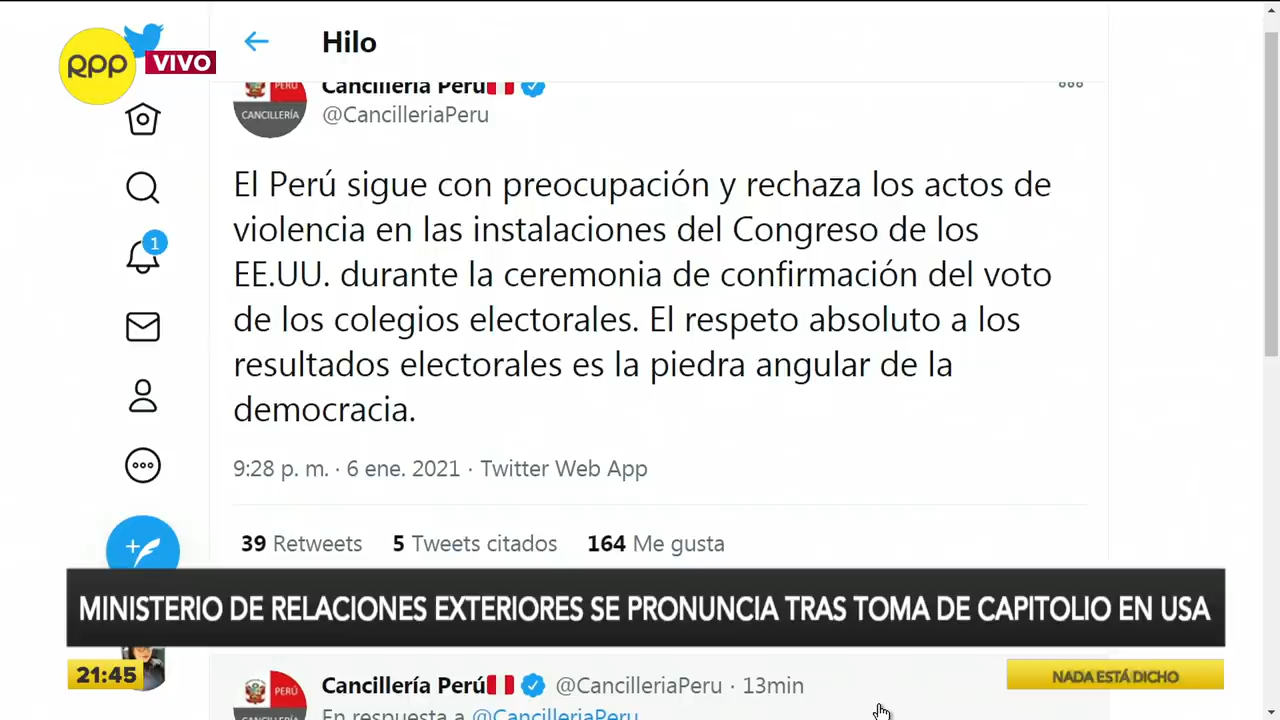 rpp
VIVO
Hilo
Cancillería Perú
@CancilleriaPeru
PERÚ
CANCILLERÍA
El Perú sigue con preocupación y rechaza los actos de
violencia en las instalaciones del Congreso de los
EE.UU. durante la ceremonia de confirmación del voto
de los colegios electorales. El respeto absoluto a los
resultados electorales es la piedra angular de la
democracia.
1
9:28 p. m. · 6 ene. 2021 · Twitter Web App
39 Retweets 5 Tweets citados 164 Me gusta
MINISTERIO DE RELACIONES EXTERIORES SE PRONUNCIA TRAS TOMA DE CAPITOLIO EN USA
21:45
NADA ESTÁ DICHO
PERÚ
CANCILLERÍA
Cancillería Perú @CancilleriaPeru · 13min
En respuesta a @CancilleriaPeru